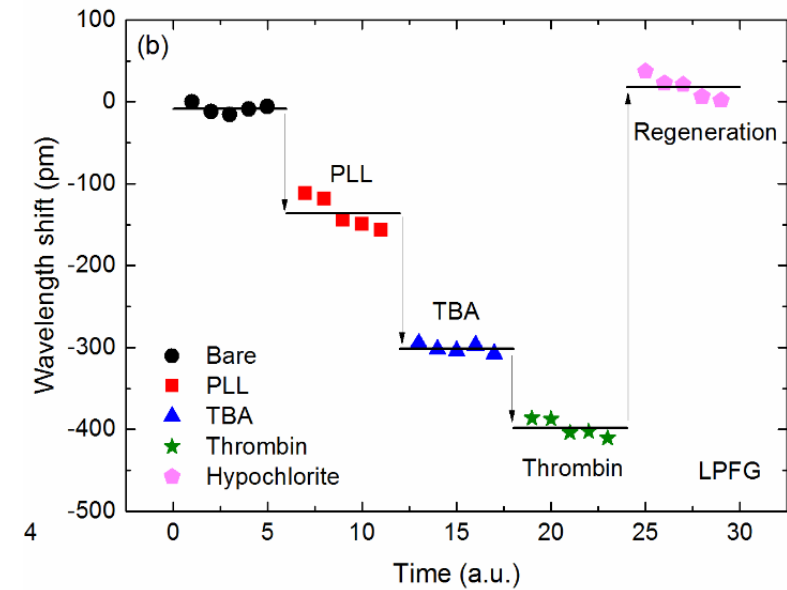 (b)
100
0
-100
-200
-300
-400
-500
Wavelength shift (pm)
PLL
TBA
Thrombin
Regeneration
LPFG
Bare
PLL
TBA
Thrombin
Hypochlorite
4
0 5 10 15 20 25 30
Time (a.u.)